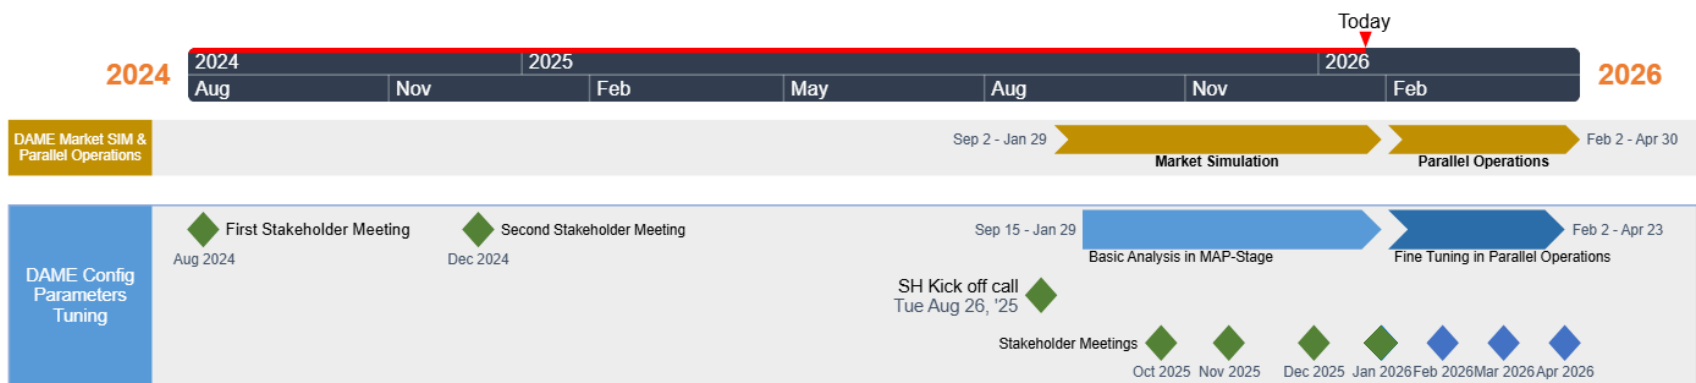 Today
2024
2024 2025 2026
Aug Nov Feb May Aug Nov Feb
2026
DAME Market SIM &
Parallel Operations
Sep 2 - Jan 29
Market Simulation
Parallel Operations
Feb 2 - Apr 30
DAME Config
Parameters
Tuning
First Stakeholder Meeting
Aug 2024
Second Stakeholder Meeting
Dec 2024
Sep 15 - Jan 29
Basic Analysis in MAP-Stage
Fine Tuning in Parallel Operations
Feb 2 - Apr 23
SH Kick off call
Tue Aug 26, '25
Stakeholder Meetings
Oct 2025 Nov 2025 Dec 2025 Jan 2026 Feb 2026 Mar 2026 Apr 2026